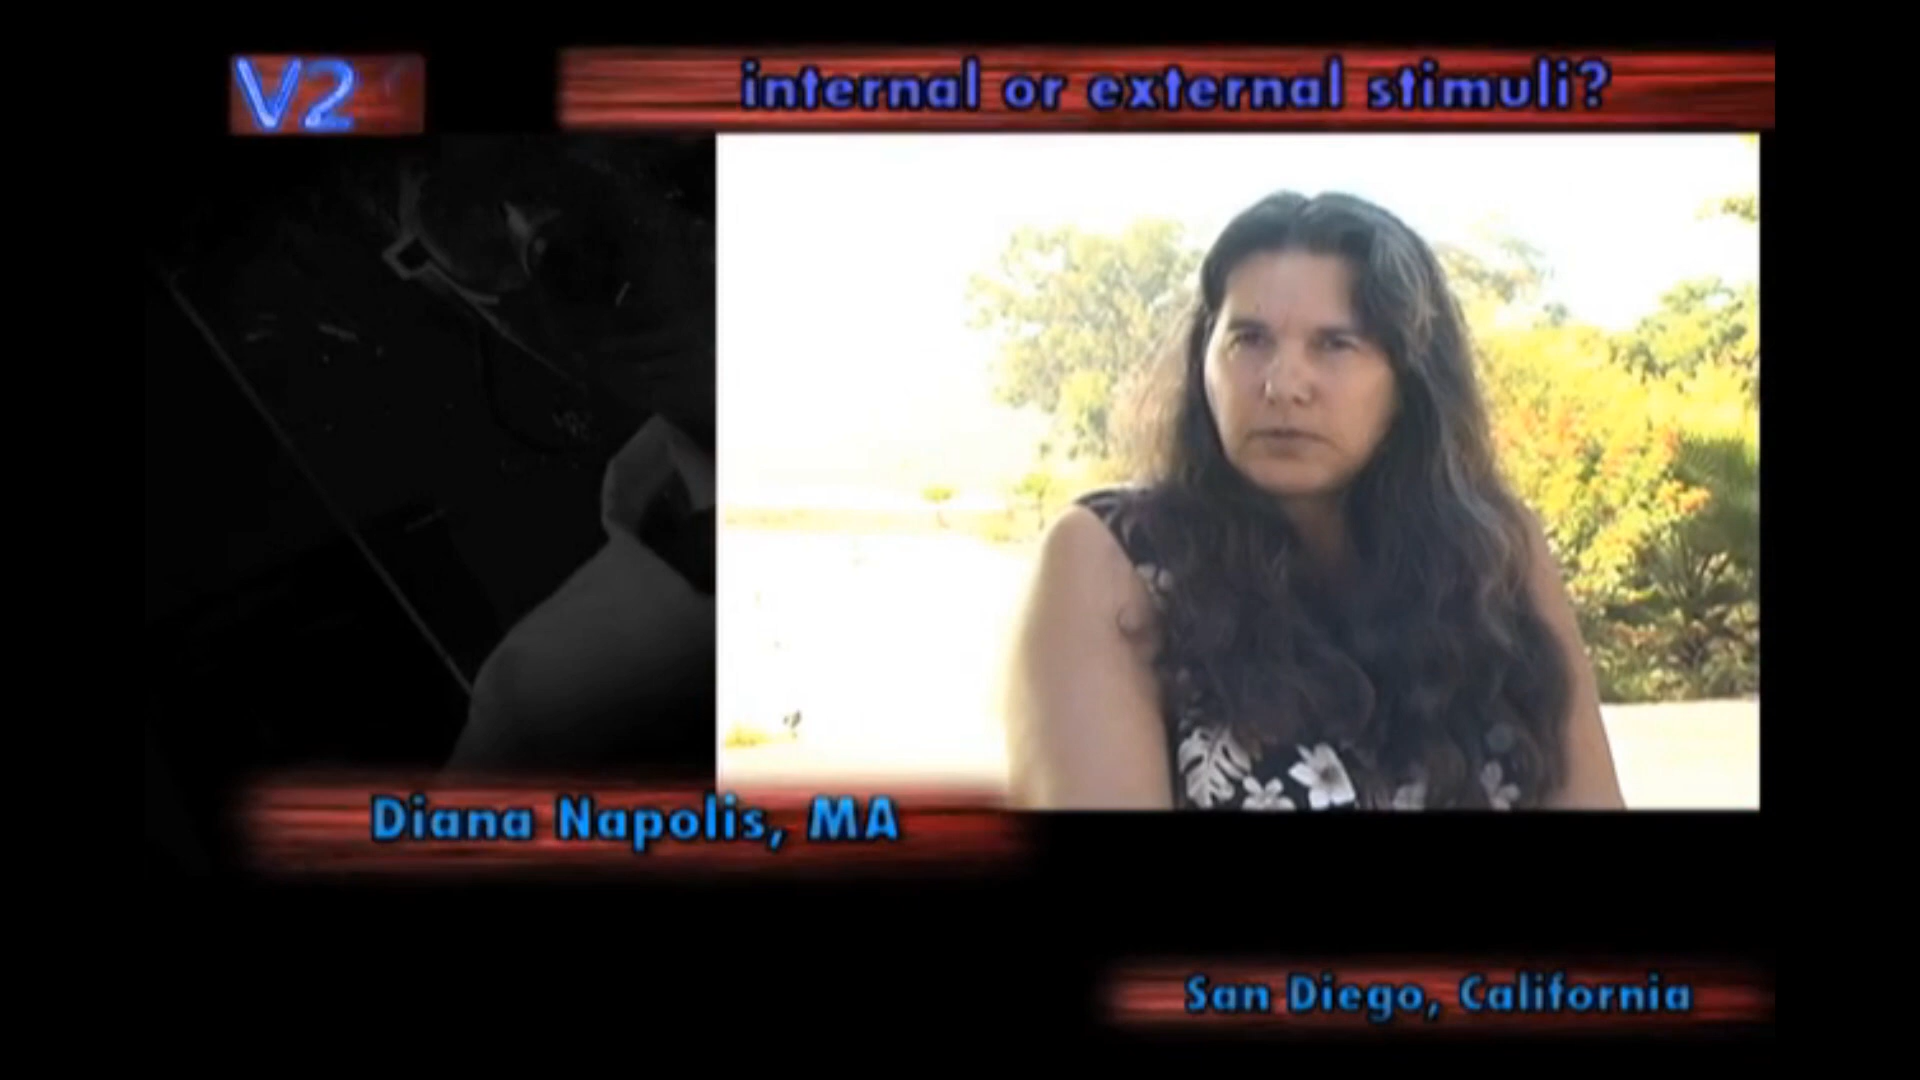 V2
internal or external stimuli?
Diana Napolis, MA
San Diego, California